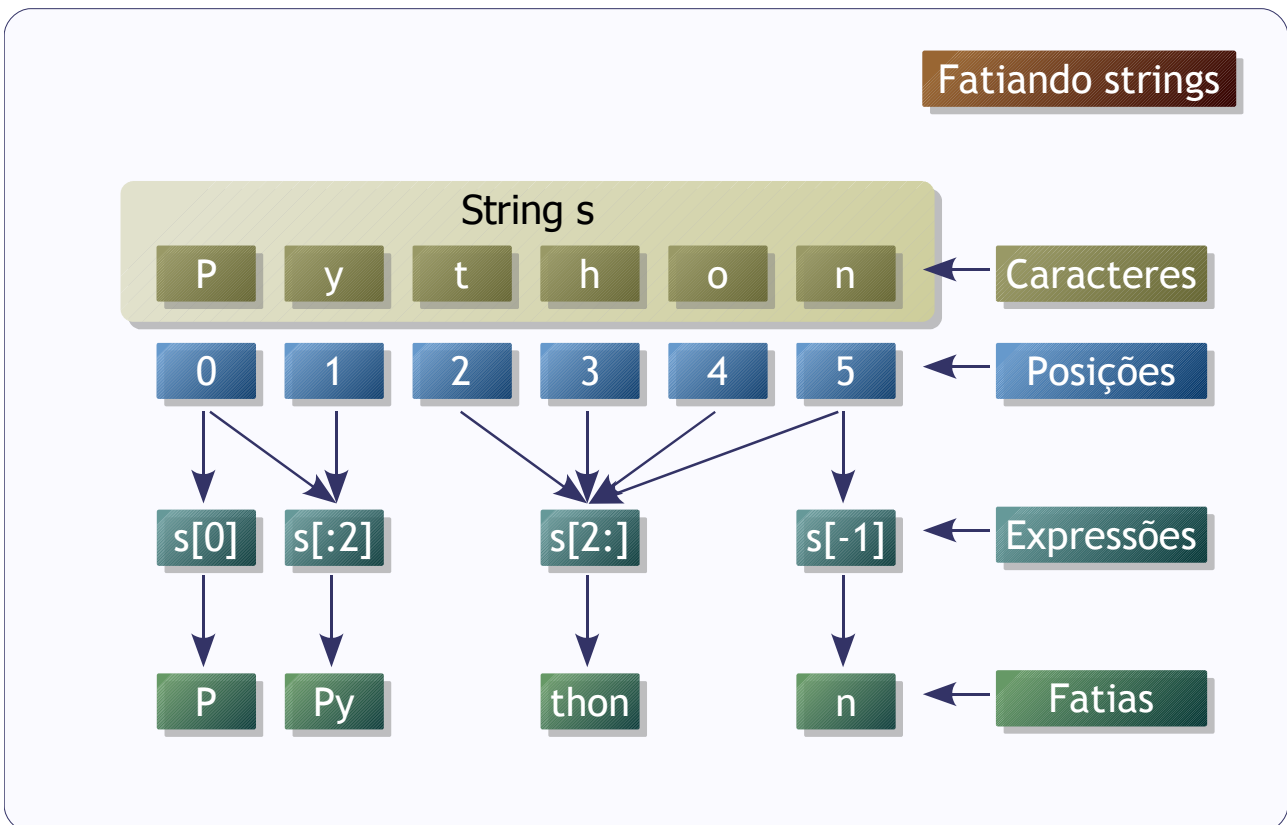 Fatiando strings
String s
P y t h o n Caracteres
0 1 2 3 4 5 Posições
s[0] s[:2] s[2:] s[-1] Expressões
P Py thon n Fatias